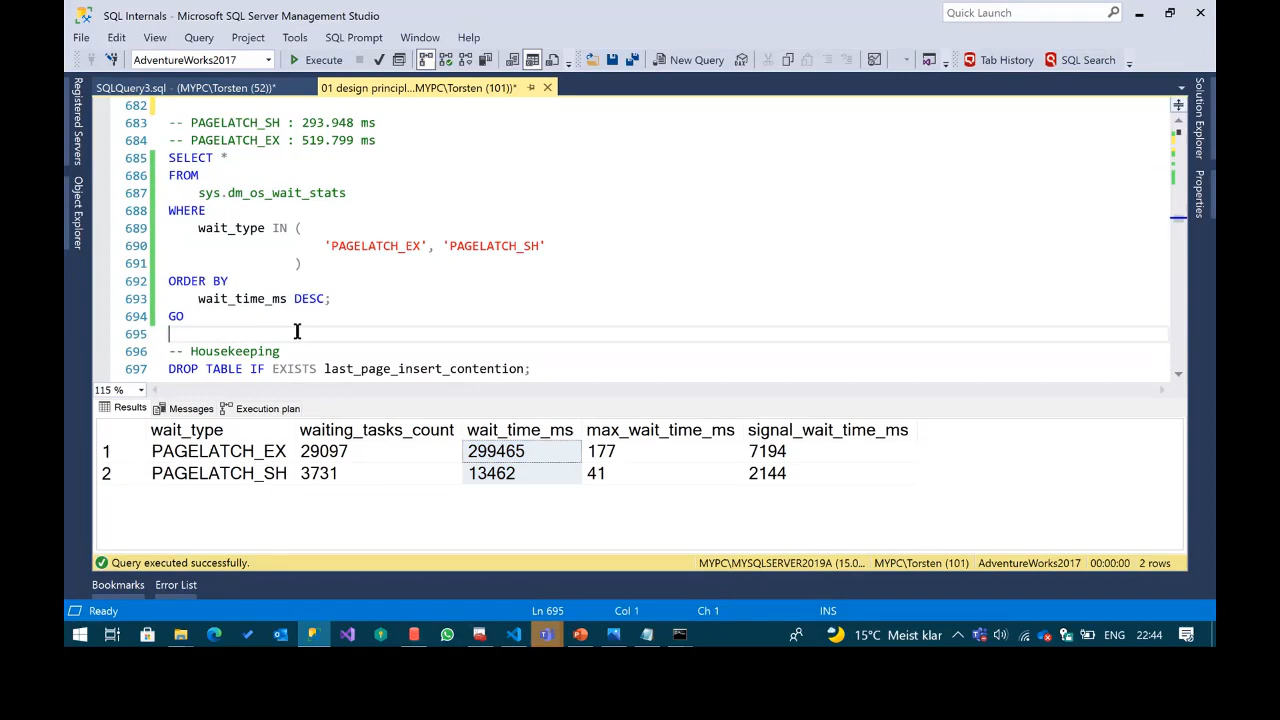 SQL Internals - Microsoft SQL Server Management Studio
Quick Launch
File Edit View Query Project Tools SQL Prompt Window Help
AdventureWorks2017 Execute New Query Tab History SQL Search
SQLQuery3.sql - (MYPC\Torsten (52))* 01 design principl...MYPC\Torsten (101))*
Registered Servers
Object Explorer
Solution Explorer
Properties
682
683 -- PAGELATCH_SH : 293.948 ms
684 -- PAGELATCH_EX : 519.799 ms
685 SELECT *
686 FROM
687 sys.dm_os_wait_stats
688 WHERE
689 wait_type IN (
690 'PAGELATCH_EX', 'PAGELATCH_SH'
691 )
692 ORDER BY
693 wait_time_ms DESC;
694 GO
695
696 -- Housekeeping
697 DROP TABLE IF EXISTS last_page_insert_contention;
115 %
Results Messages Execution plan
wait_type waiting_tasks_count wait_time_ms max_wait_time_ms signal_wait_time_ms
1 PAGELATCH_EX 29097 299465 177 7194
2 PAGELATCH_SH 3731 13462 41 2144
Query executed successfully. MYPC\MYSQLSERVER2019A (15.0... MYPC\Torsten (101) AdventureWorks2017 00:00:00 2 rows
Bookmarks Error List
Ready Ln 695 Col 1 Ch 1 INS
15°C Meist klar ENG 22:44